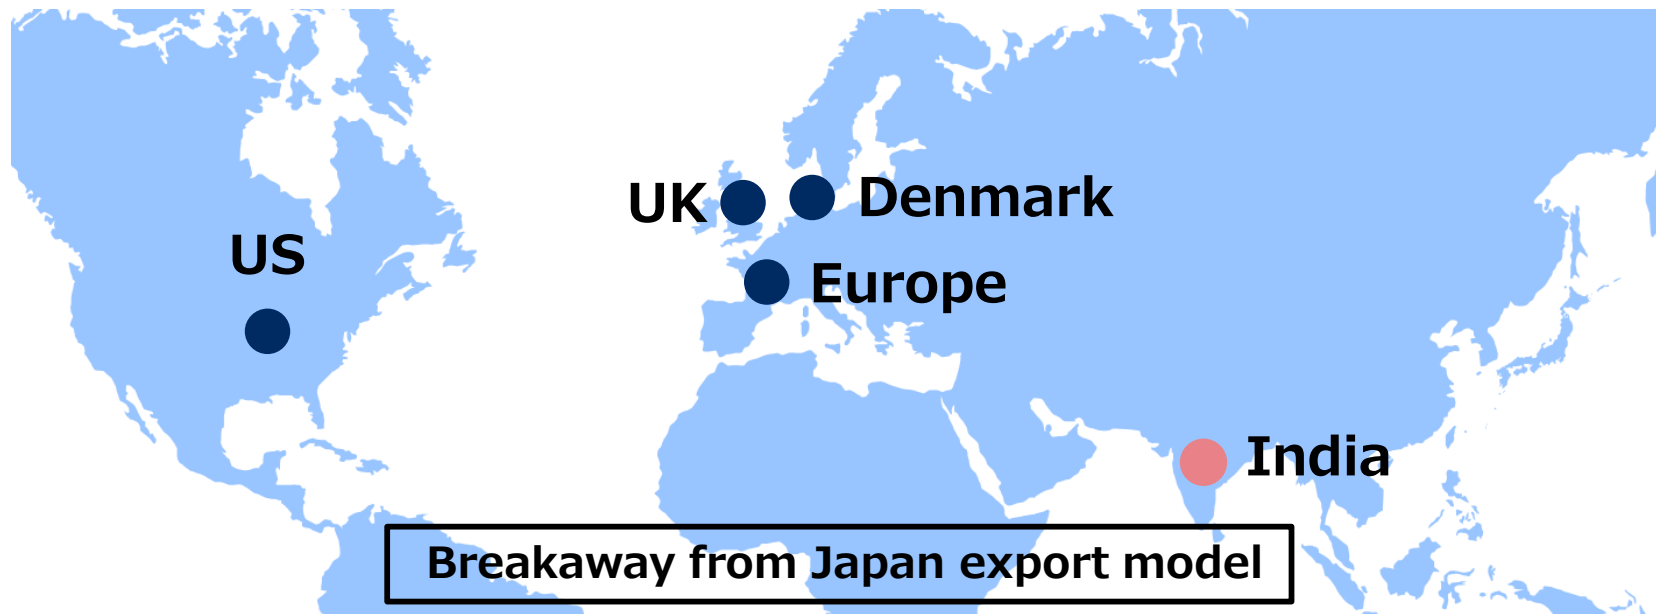 UK
Denmark
US
Europe
India
Breakaway from Japan export model